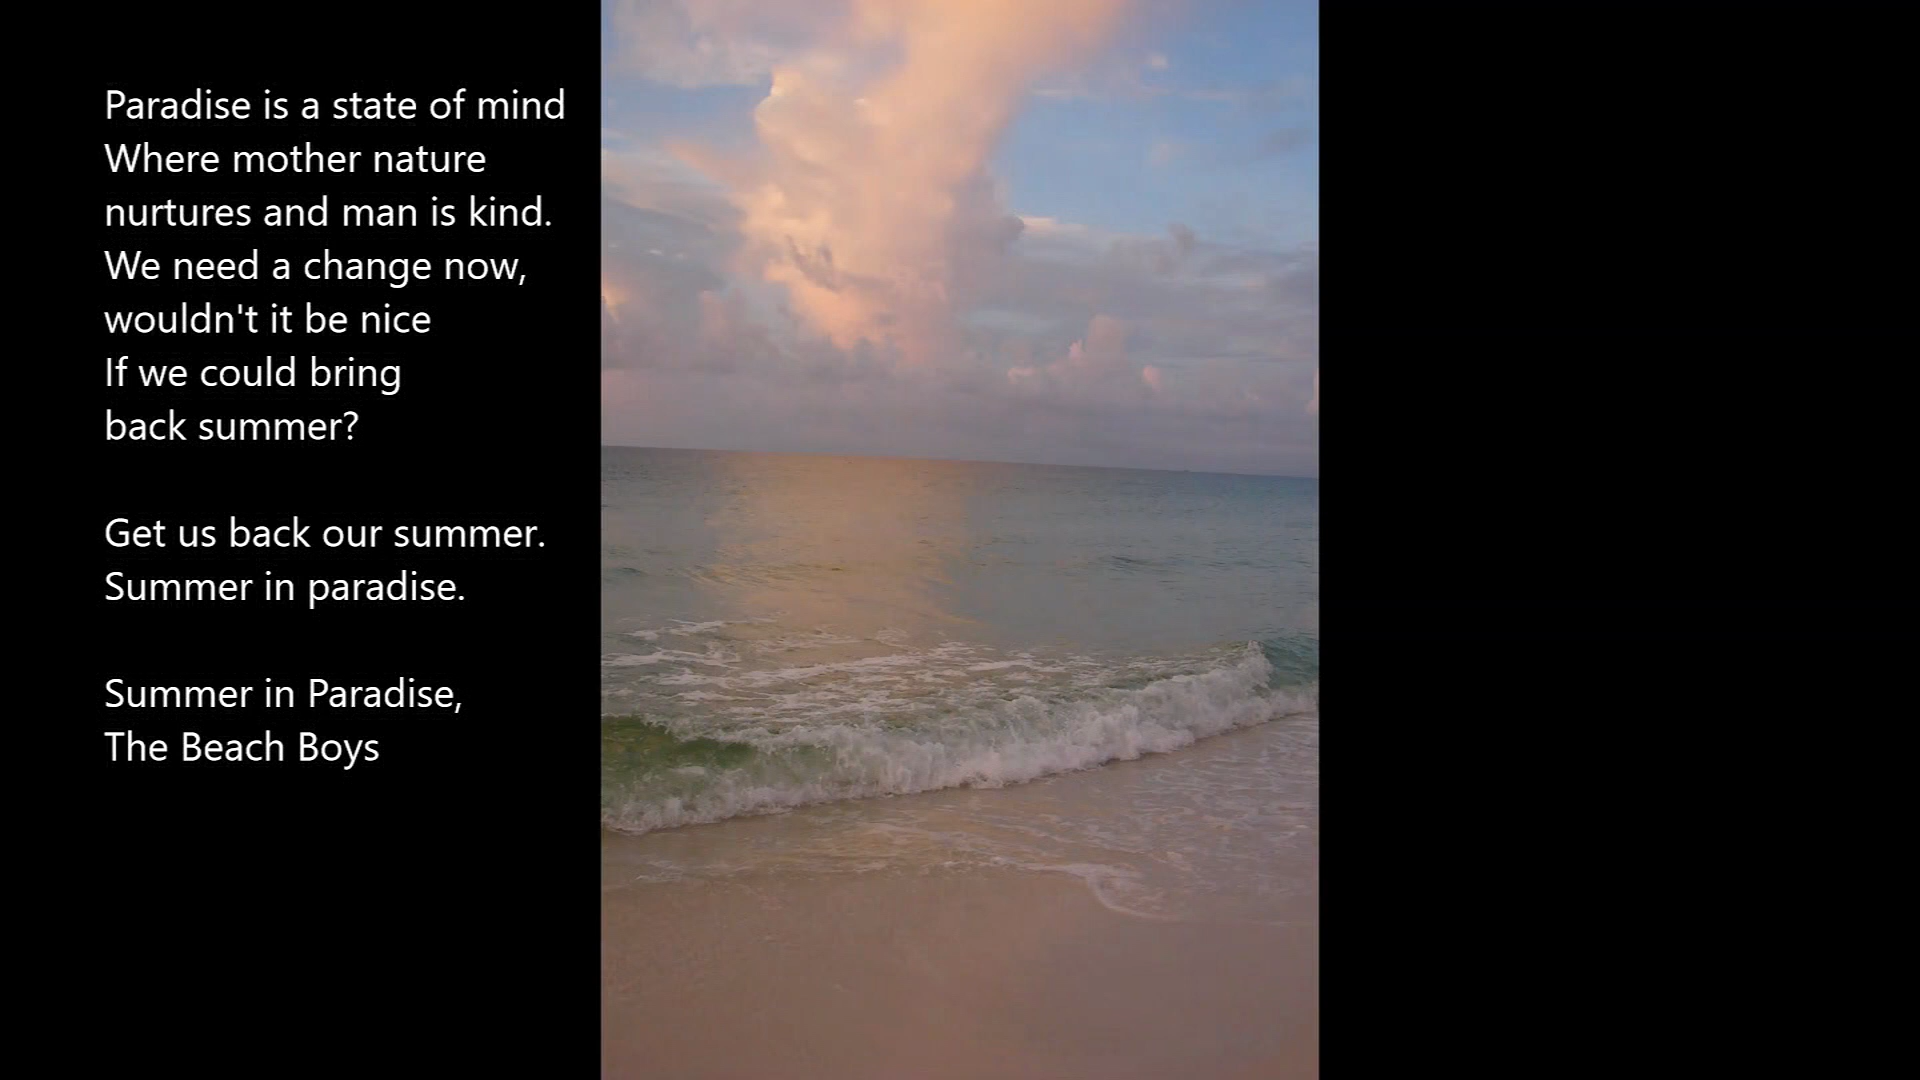 Paradise is a state of mind
Where mother nature
nurtures and man is kind.
We need a change now,
wouldn't it be nice
If we could bring
back summer?
Get us back our summer.
Summer in paradise.
Summer in Paradise,
The Beach Boys